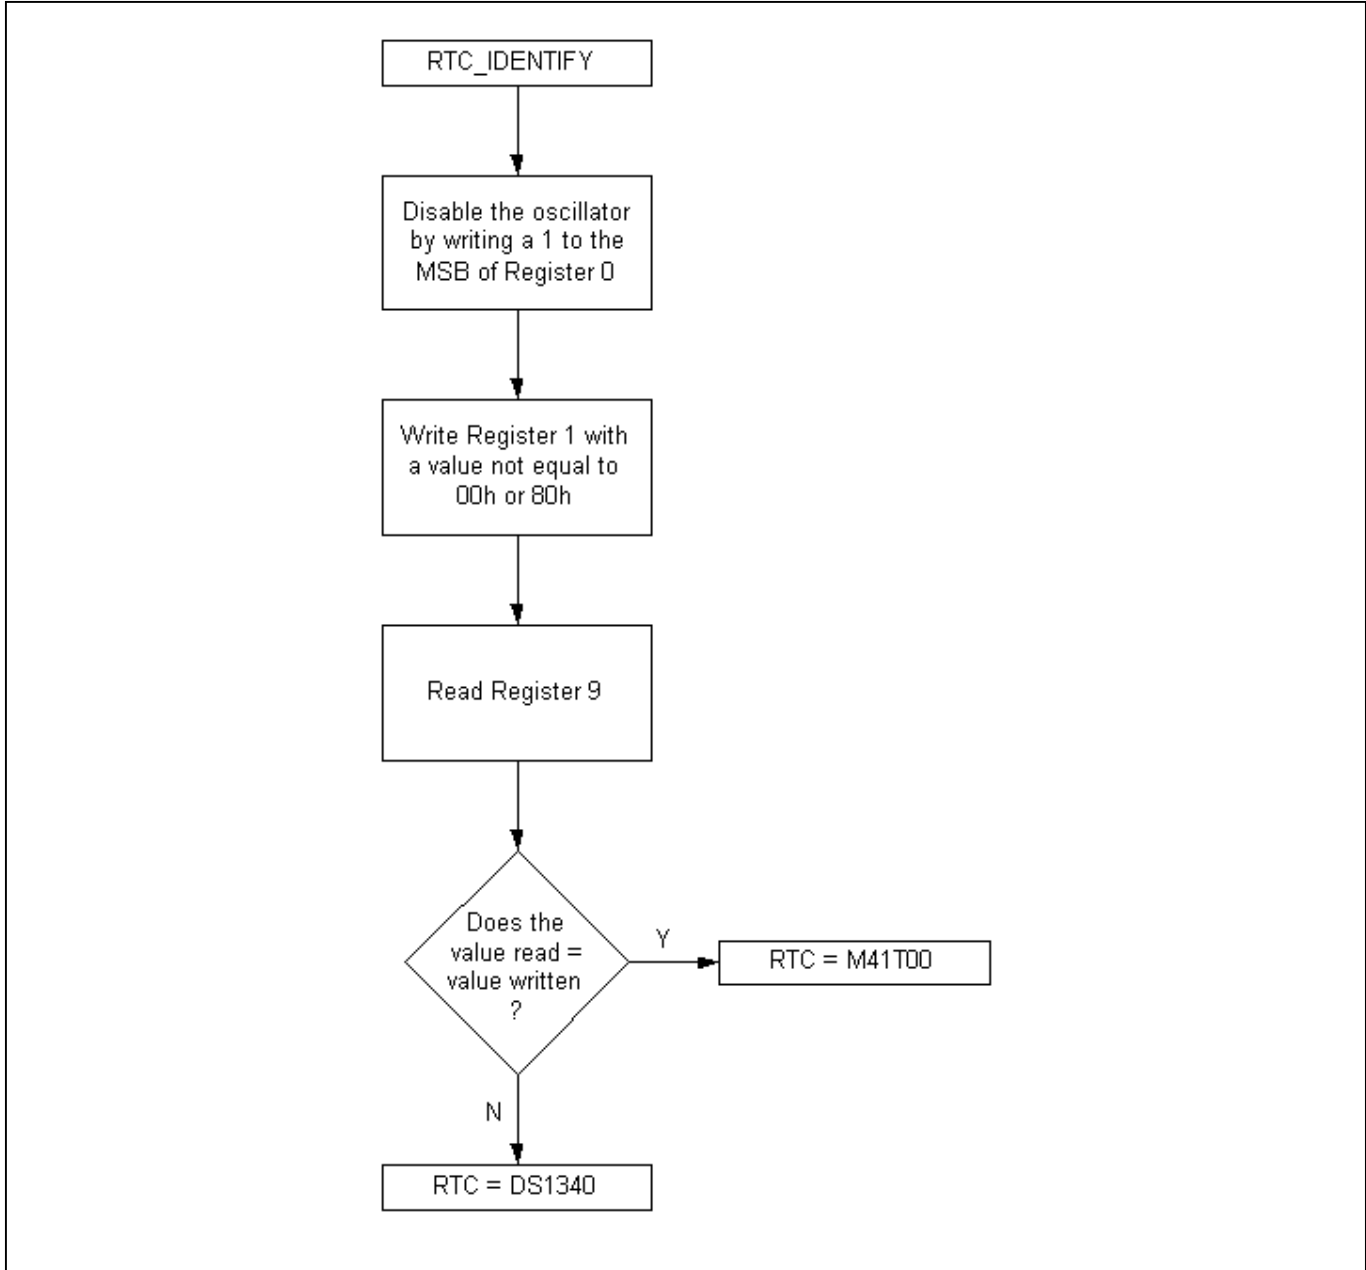 RTC_IDENTIFY
Disable the oscillator
by writing a 1 to the
MSB of Register 0
Write Register 1 with
a value not equal to
00h or 80h
Read Register 9
Does the
value read =
value written
?
Y
RTC = M41T00
N
RTC = DS1340